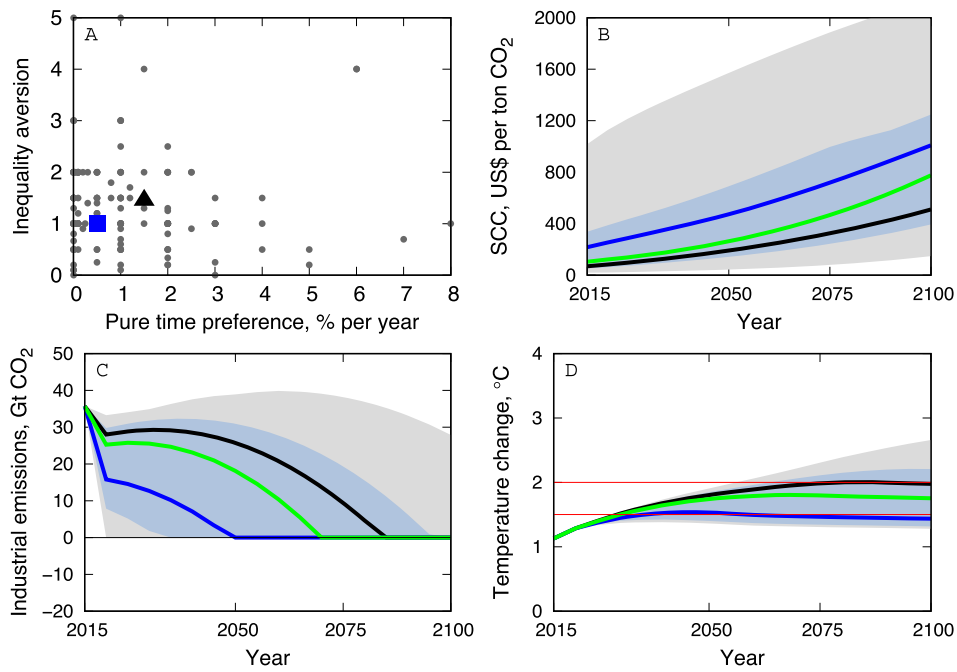 A
Inequality aversion
5
4
3
2
1
0
0 1 2 3 4 5 6 7 8
Pure time preference, % per year
B
SCC, US$ per ton CO2
2000
1600
1200
800
400
0
2015 2050 2075 2100
Year
C
Industrial emissions, Gt CO2
50
40
30
20
10
0
−10
−20
2015 2050 2075 2100
Year
D
Temperature change, °C
4
3
2
1
0
2015 2050 2075 2100
Year